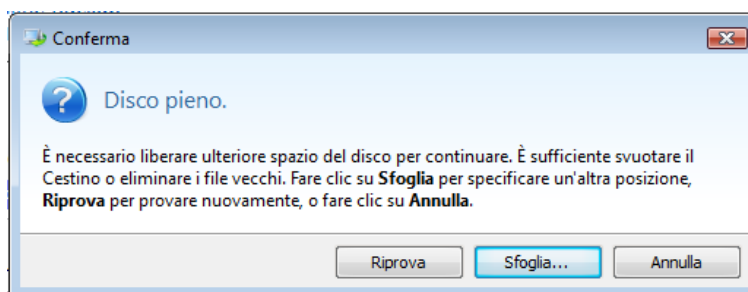 Conferma
Disco pieno.
È necessario liberare ulteriore spazio del disco per continuare. È sufficiente svuotare il
Cestino o eliminare i file vecchi. Fare clic su Sfoglia per specificare un'altra posizione,
Riprova per provare nuovamente, o fare clic su Annulla.
Riprova
Sfoglia...
Annulla